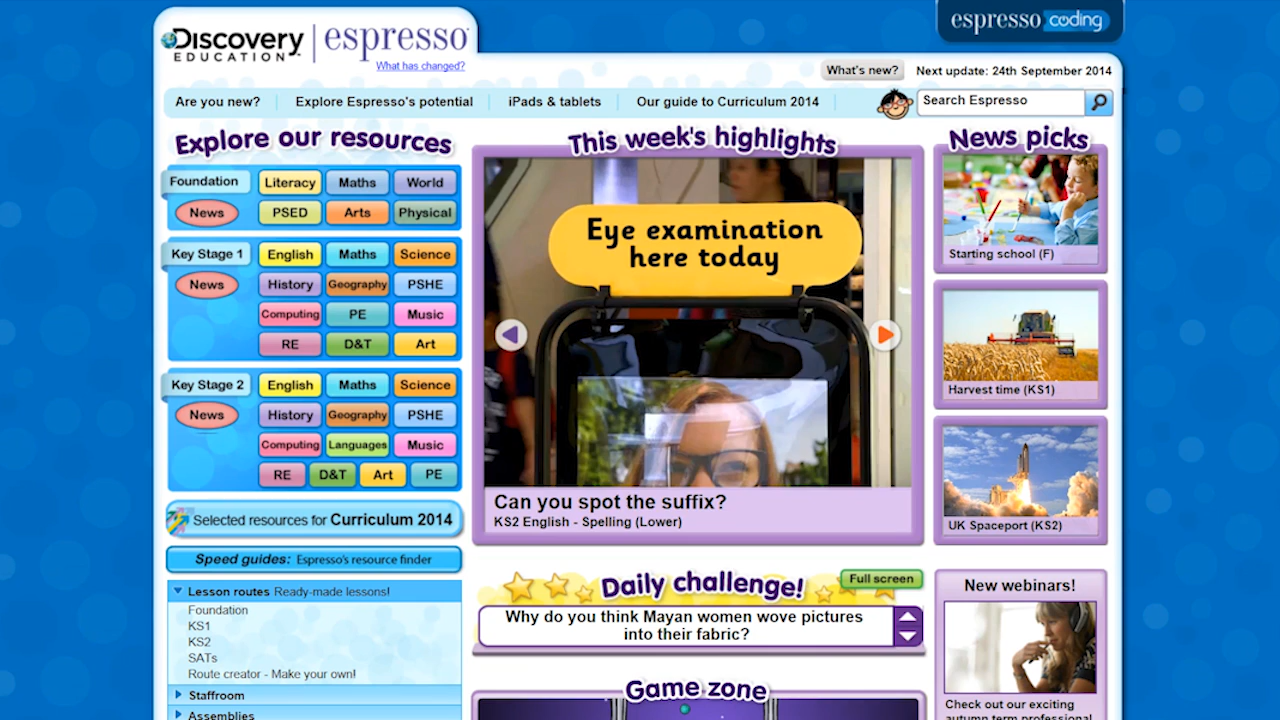 Discovery
EDUCATION
espresso
What has changed?
espresso coding
What's new?
Next update: 24th September 2014
Are you new?
Explore Espresso's potential
iPads & tablets
Our guide to Curriculum 2014
Search Espresso
Explore our resources
Foundation
Literacy
Maths
World
News
PSED
Arts
Physical
Key Stage 1
English
Maths
Science
News
History
Geography
PSHE
Computing
PE
Music
RE
D&T
Art
Key Stage 2
English
Maths
Science
News
History
Geography
PSHE
Computing
Languages
Music
RE
D&T
Art
PE
Selected resources for Curriculum 2014
Speed guides: Espresso's resource finder
Lesson routes Ready-made lessons!
Foundation
KS1
KS2
SATs
Route creator - Make your own!
Staffroom
Assemblies
This week's highlights
Eye examination
here today
Can you spot the suffix?
KS2 English - Spelling (Lower)
Daily challenge!
Full screen
Why do you think Mayan women wove pictures
into their fabric?
Game zone
News picks
Starting school (F)
Harvest time (KS1)
UK Spaceport (KS2)
New webinars!
Check out our exciting
autumn term professional